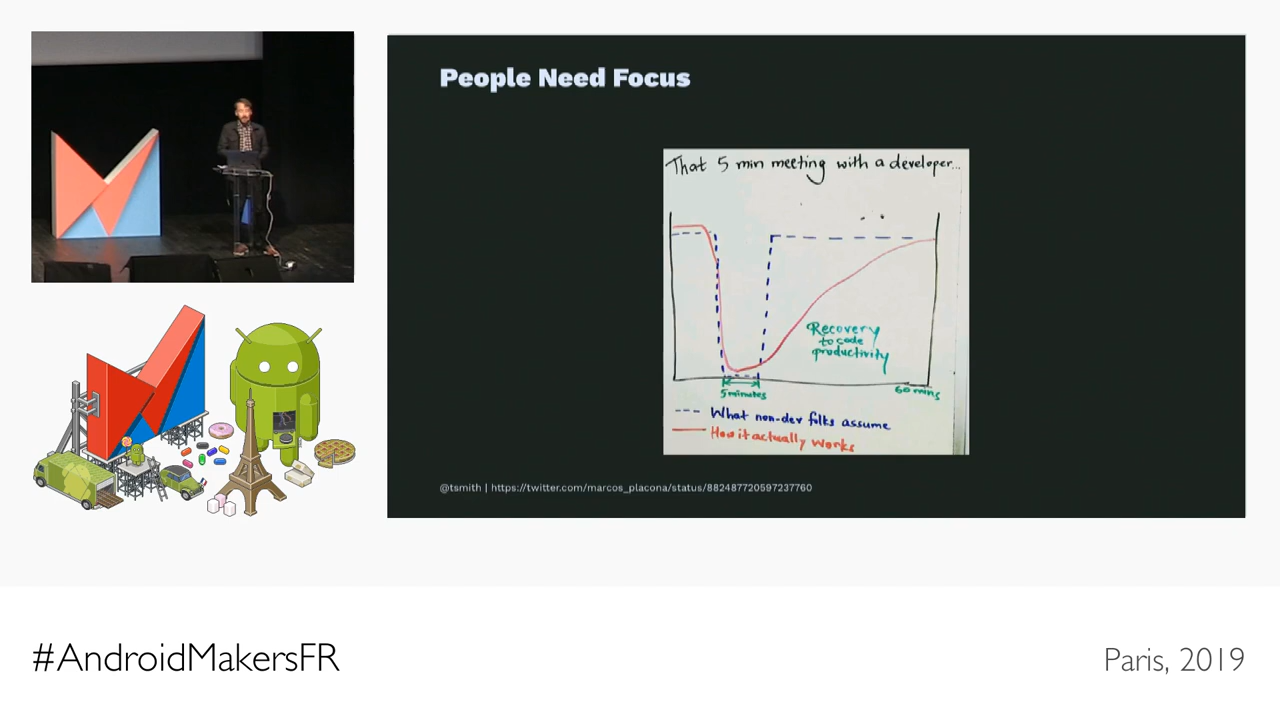 People Need Focus
That 5 min meeting with a developer...
Recovery
to code
productivity
5 minutes
60 mins
What non-dev folks assume
How it actually works
@tsmith | https://twitter.com/marcos_placona/status/882487720597237760
#AndroidMakersFR
Paris, 2019